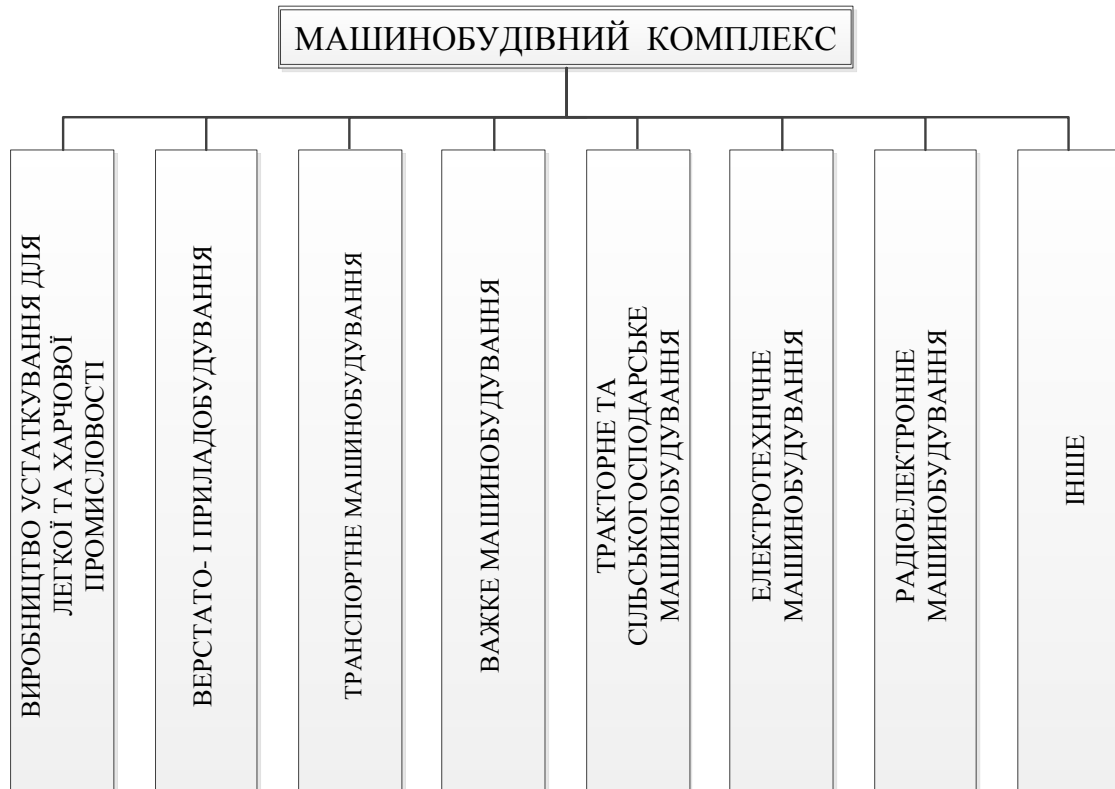 МАШИНОБУДІВНИЙ КОМПЛЕКС
ВИРОБНИЦТВО УСТАТКУВАННЯ ДЛЯ
ЛЕГКОЇ ТА ХАРЧОВОЇ
ПРОМИСЛОВОСТІ
ВЕРСТАТО- І ПРИЛАДОБУДУВАННЯ
ТРАНСПОРТНЕ МАШИНОБУДУВАННЯ
ВАЖКЕ МАШИНОБУДУВАННЯ
ТРАКТОРНЕ ТА
СІЛЬСЬКОГОСПОДАРСЬКЕ
МАШИНОБУДУВАННЯ
ЕЛЕКТРОТЕХНІЧНЕ
МАШИНОБУДУВАННЯ
РАДІОЕЛЕКТРОННЕ
МАШИНОБУДУВАННЯ
ІНШЕ